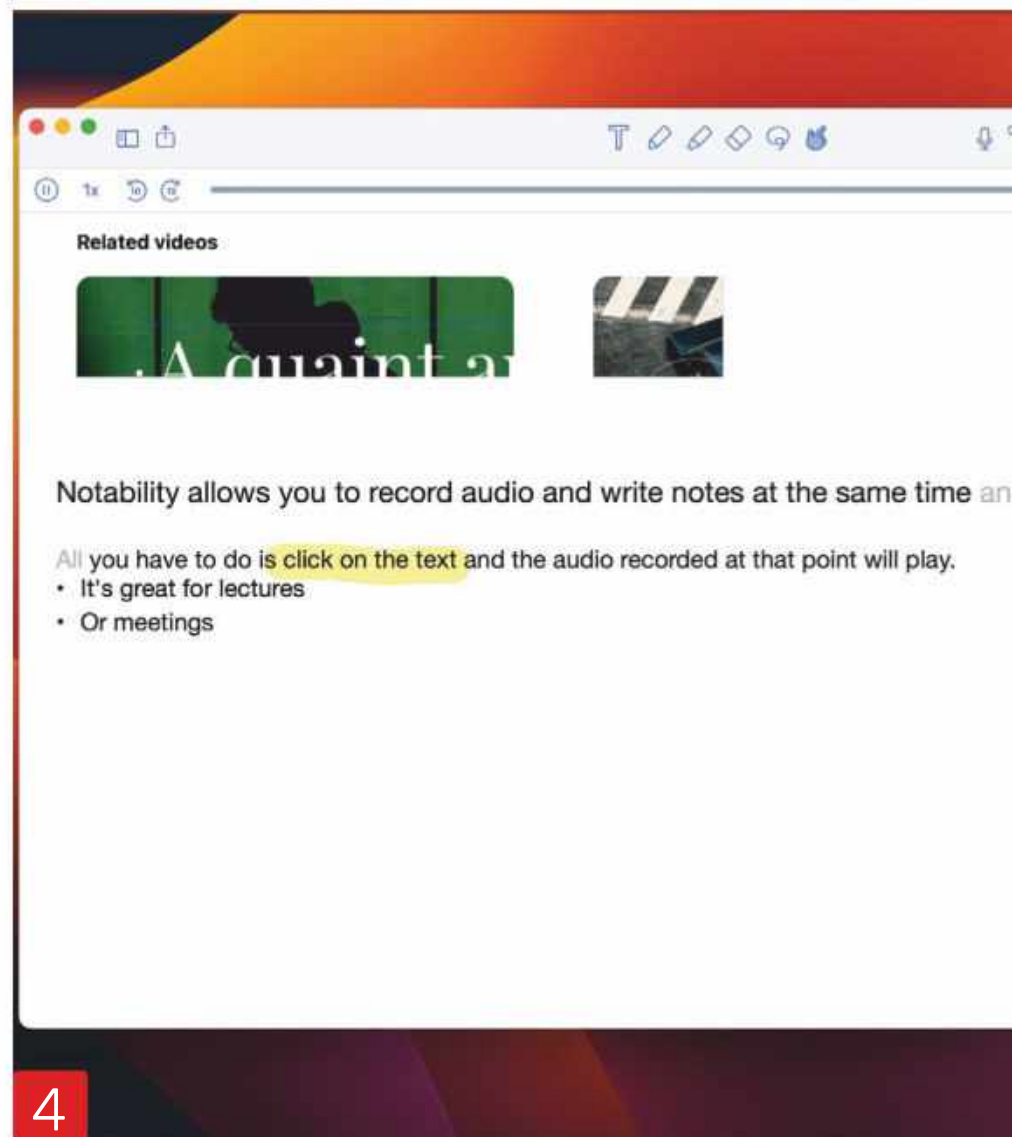 1x
10 10
Related videos
A quaint a
Notability allows you to record audio and write notes at the same time an
All you have to do is click on the text and the audio recorded at that point will play.
• It's great for lectures
• Or meetings
4